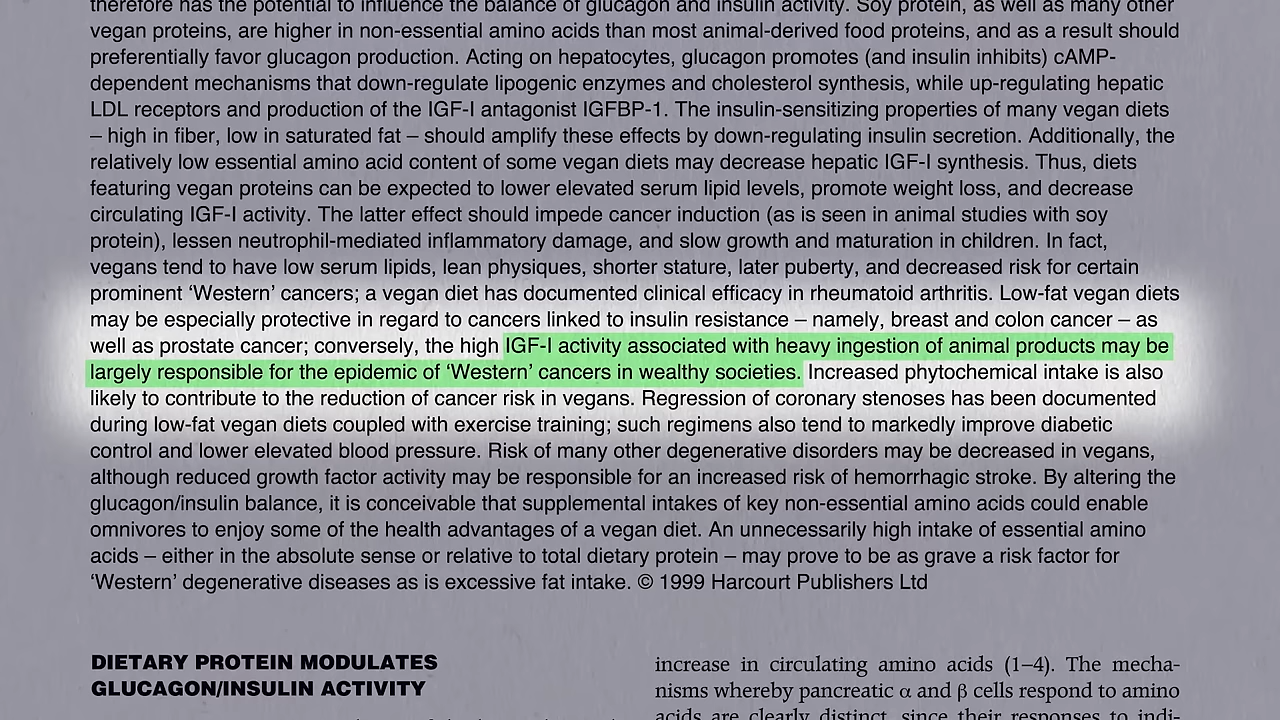 therefore has the potential to influence the balance of glucagon and insulin activity. Soy protein, as well as many other
vegan proteins, are higher in non-essential amino acids than most animal-derived food proteins, and as a result should
preferentially favor glucagon production. Acting on hepatocytes, glucagon promotes (and insulin inhibits) cAMP-
dependent mechanisms that down-regulate lipogenic enzymes and cholesterol synthesis, while up-regulating hepatic
LDL receptors and production of the IGF-I antagonist IGFBP-1. The insulin-sensitizing properties of many vegan diets
– high in fiber, low in saturated fat – should amplify these effects by down-regulating insulin secretion. Additionally, the
relatively low essential amino acid content of some vegan diets may decrease hepatic IGF-I synthesis. Thus, diets
featuring vegan proteins can be expected to lower elevated serum lipid levels, promote weight loss, and decrease
circulating IGF-I activity. The latter effect should impede cancer induction (as is seen in animal studies with soy
protein), lessen neutrophil-mediated inflammatory damage, and slow growth and maturation in children. In fact,
vegans tend to have low serum lipids, lean physiques, shorter stature, later puberty, and decreased risk for certain
prominent ‘Western’ cancers; a vegan diet has documented clinical efficacy in rheumatoid arthritis. Low-fat vegan diets
may be especially protective in regard to cancers linked to insulin resistance – namely, breast and colon cancer – as
well as prostate cancer; conversely, the high IGF-I activity associated with heavy ingestion of animal products may be
largely responsible for the epidemic of ‘Western’ cancers in wealthy societies. Increased phytochemical intake is also
likely to contribute to the reduction of cancer risk in vegans. Regression of coronary stenoses has been documented
during low-fat vegan diets coupled with exercise training; such regimens also tend to markedly improve diabetic
control and lower elevated blood pressure. Risk of many other degenerative disorders may be decreased in vegans,
although reduced growth factor activity may be responsible for an increased risk of hemorrhagic stroke. By altering the
glucagon/insulin balance, it is conceivable that supplemental intakes of key non-essential amino acids could enable
omnivores to enjoy some of the health advantages of a vegan diet. An unnecessarily high intake of essential amino
acids – either in the absolute sense or relative to total dietary protein – may prove to be as grave a risk factor for
‘Western’ degenerative diseases as is excessive fat intake. © 1999 Harcourt Publishers Ltd
DIETARY PROTEIN MODULATES
GLUCAGON/INSULIN ACTIVITY
increase in circulating amino acids (1–4). The mecha-
nisms whereby pancreatic α and β cells respond to amino
acids are clearly distinct, since their responses to indi-